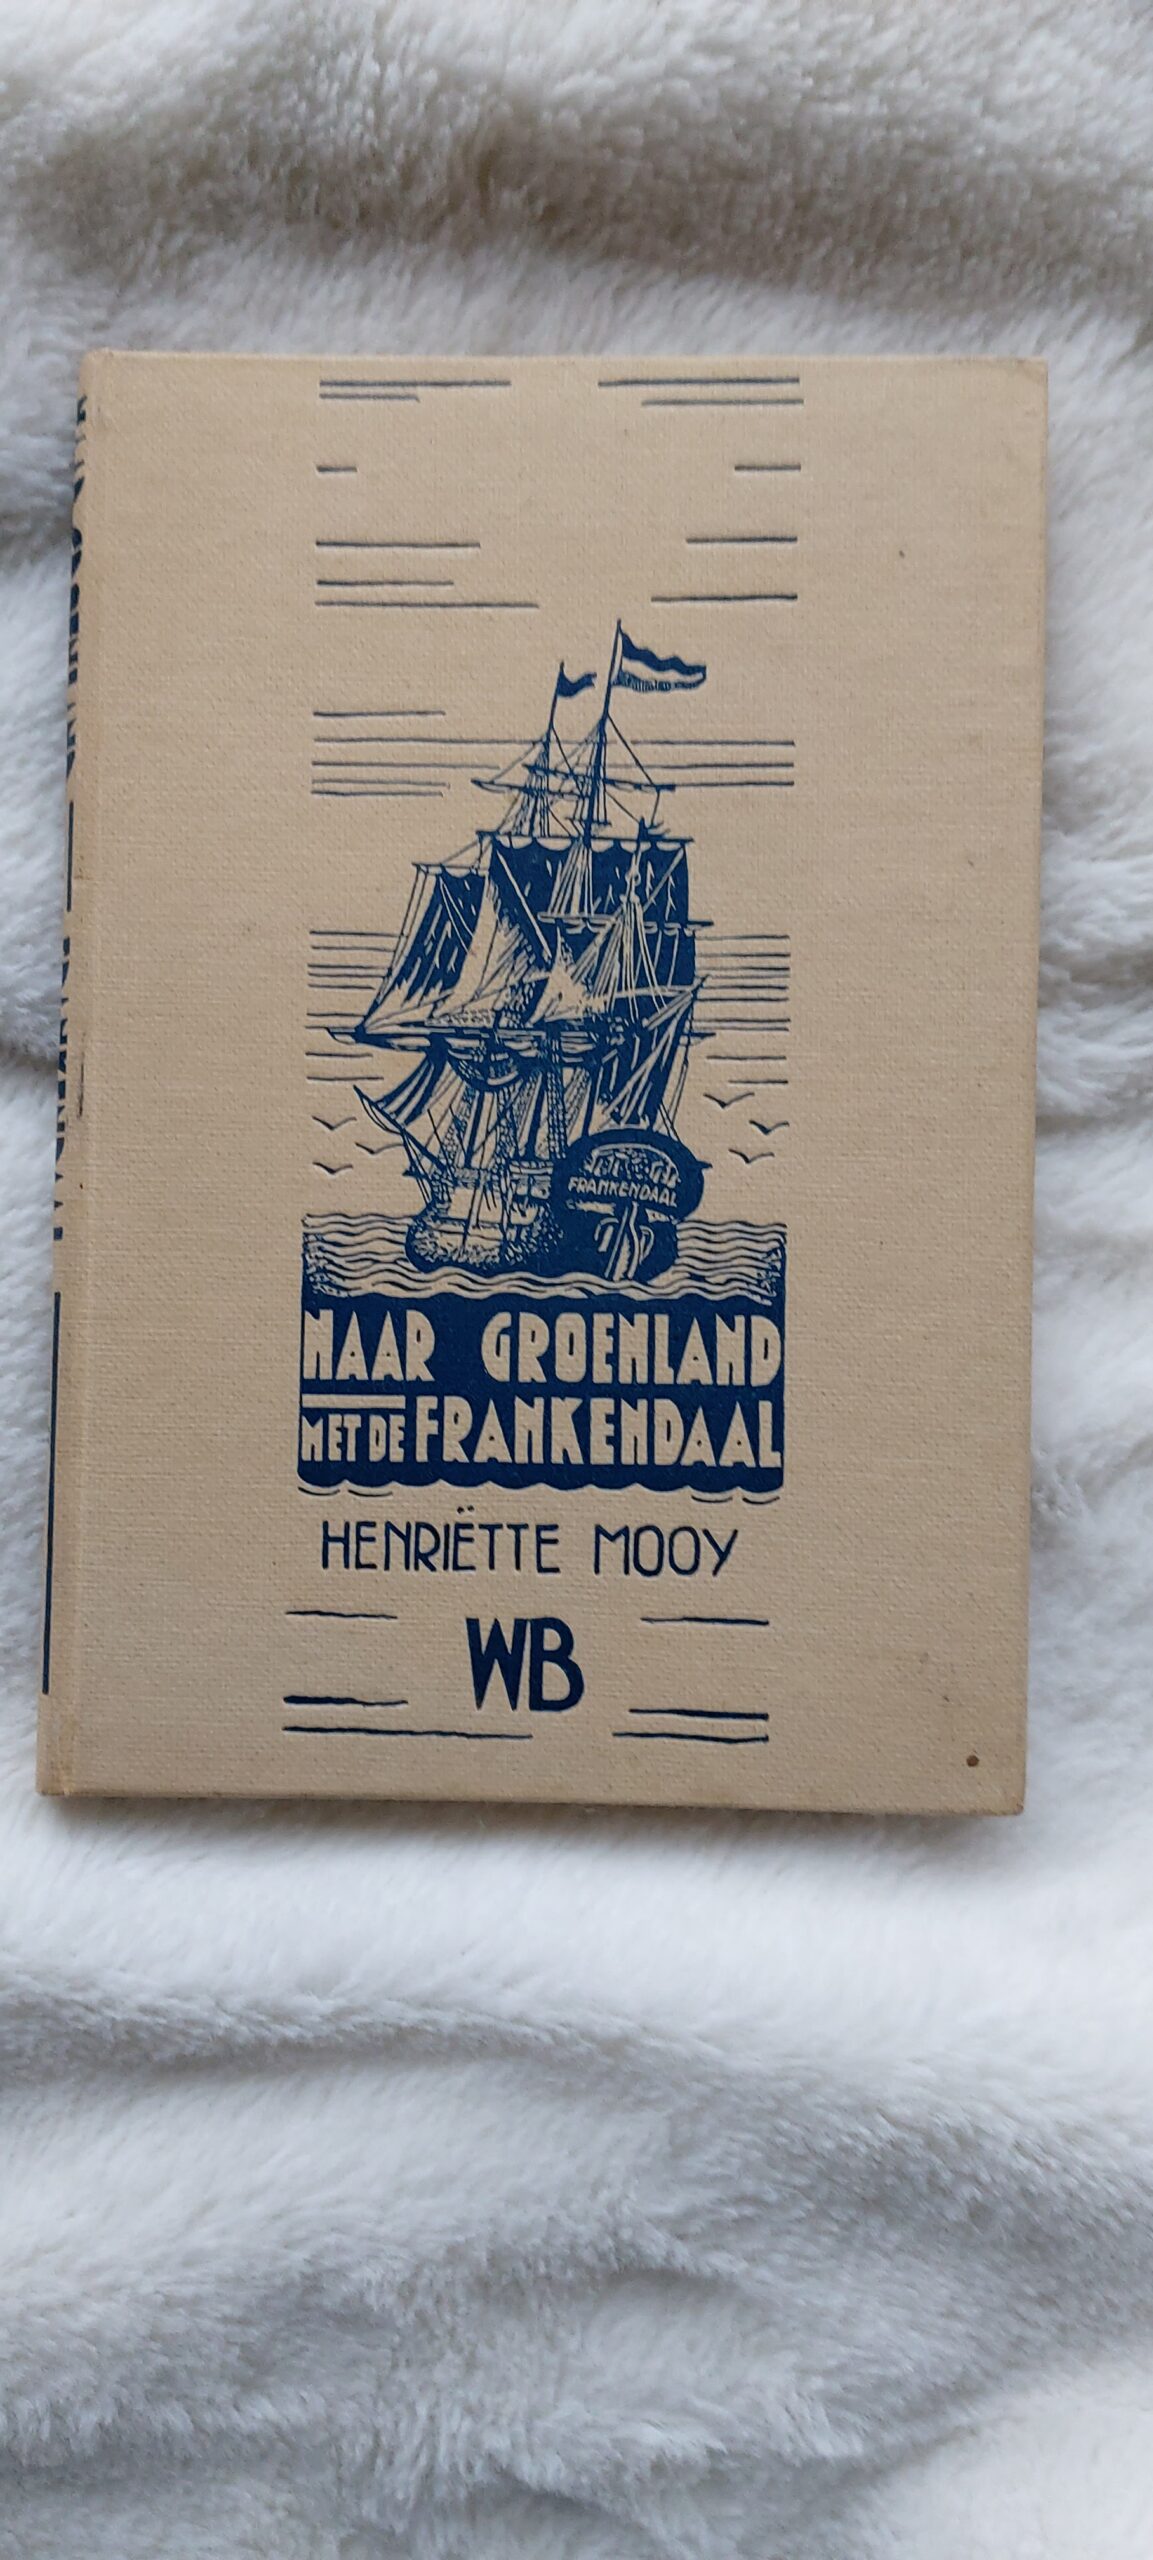 FRANKENDAAL
NAAR GROENLAND
MET DE FRANKENDAAL
HENRIËTTE MOOY
WB